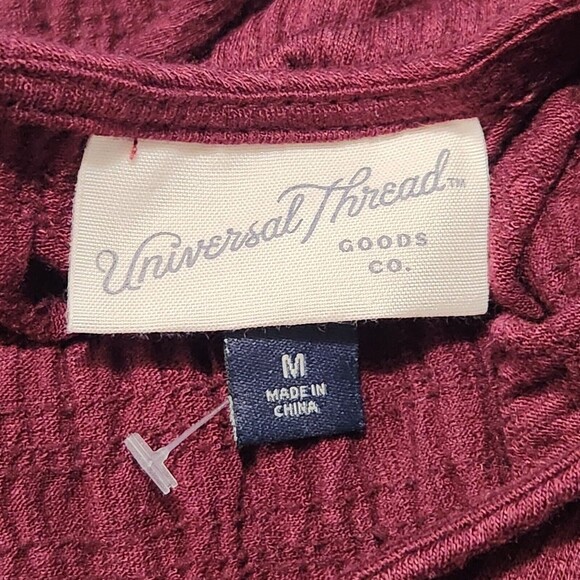 Universal Thread™
GOODS
CO.
M
MADE IN
CHINA